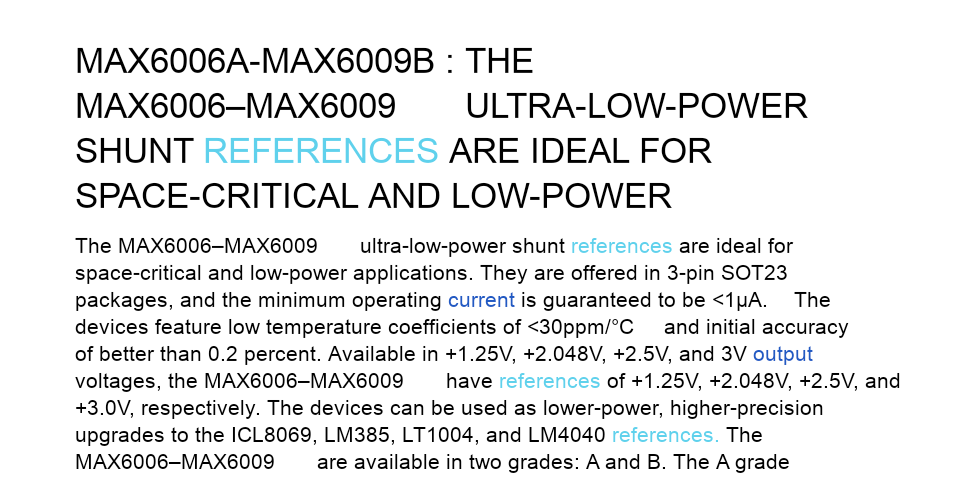 MAX6006A-MAX6009B : THE
MAX6006–MAX6009 ULTRA-LOW-POWER
SHUNT REFERENCES ARE IDEAL FOR
SPACE-CRITICAL AND LOW-POWER
The MAX6006–MAX6009 ultra-low-power shunt references are ideal for
space-critical and low-power applications. They are offered in 3-pin SOT23
packages, and the minimum operating current is guaranteed to be <1µA. The
devices feature low temperature coefficients of <30ppm/°C and initial accuracy
of better than 0.2 percent. Available in +1.25V, +2.048V, +2.5V, and 3V output
voltages, the MAX6006–MAX6009 have references of +1.25V, +2.048V, +2.5V, and
+3.0V, respectively. The devices can be used as lower-power, higher-precision
upgrades to the ICL8069, LM385, LT1004, and LM4040 references. The
MAX6006–MAX6009 are available in two grades: A and B. The A grade